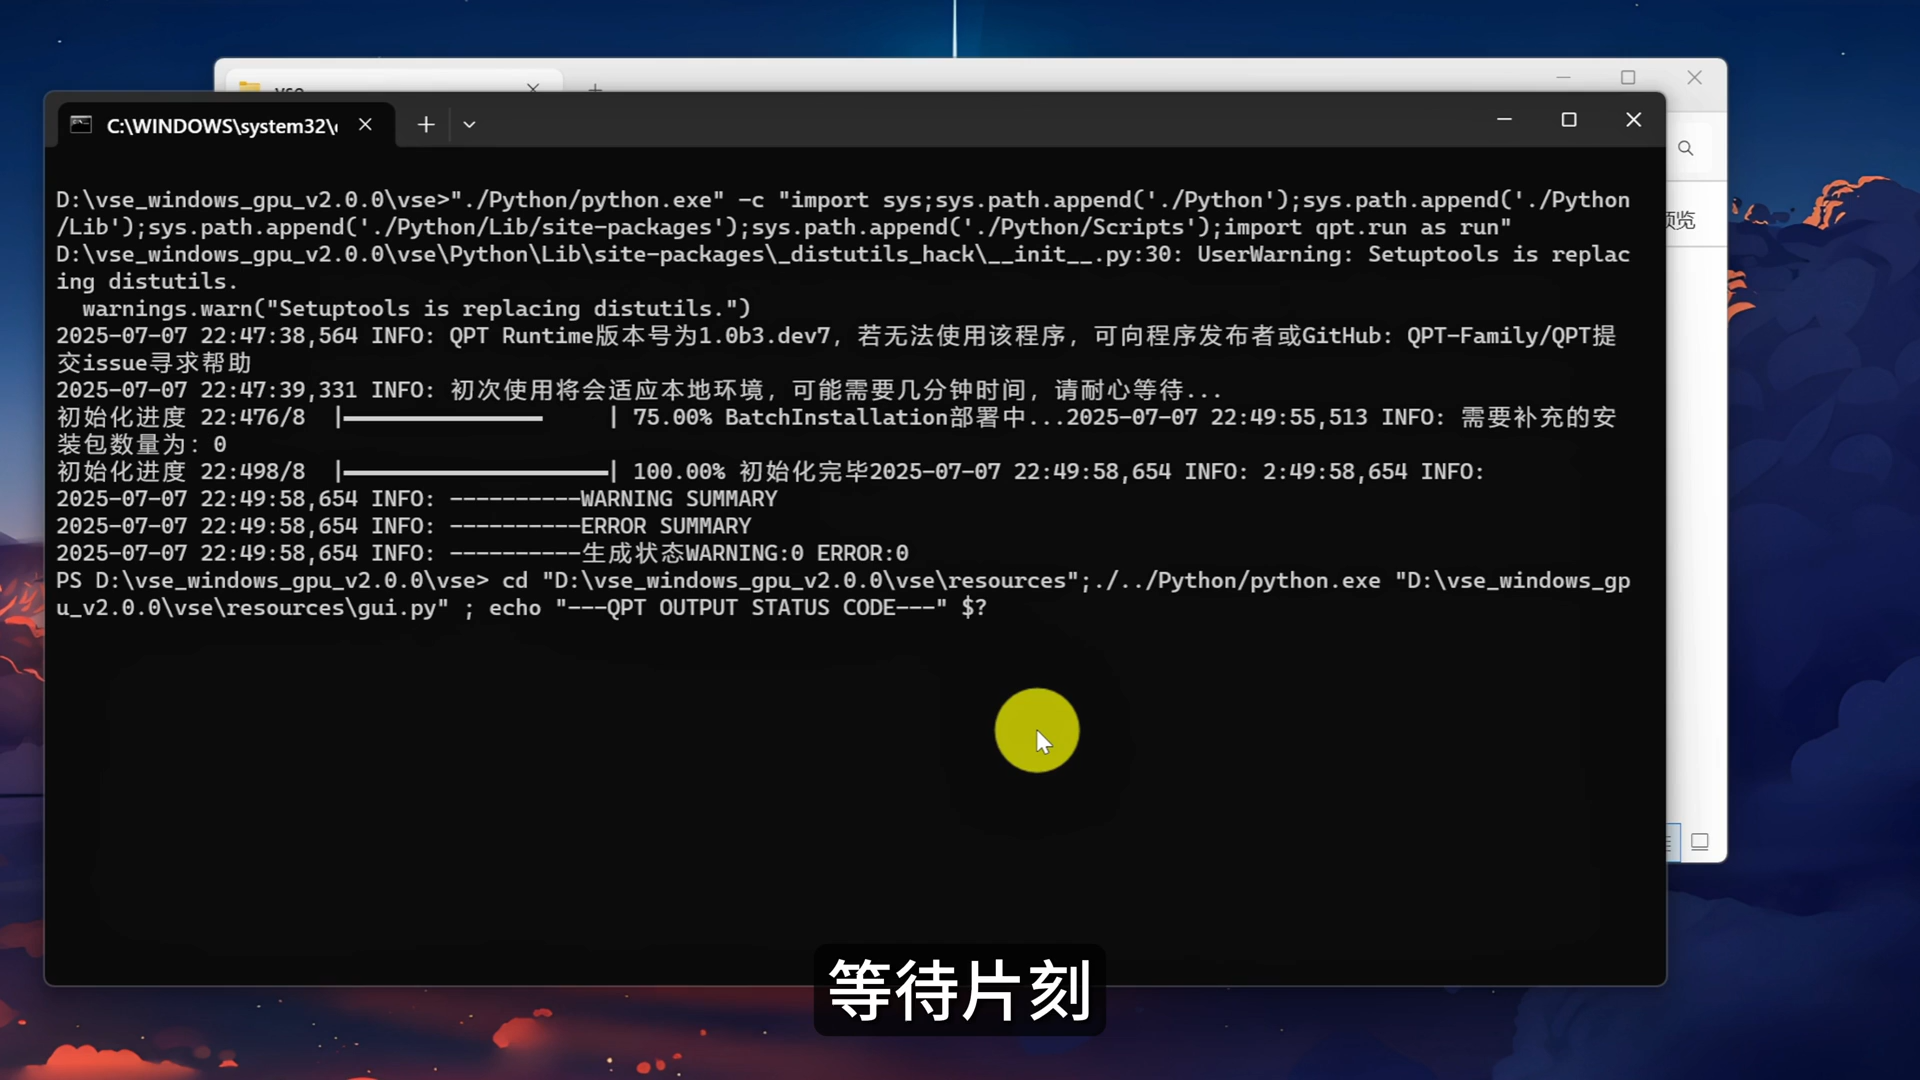 vse
C:\WINDOWS\system32\
D:\vse_windows_gpu_v2.0.0\vse>"./Python/python.exe" -c "import sys;sys.path.append('./Python');sys.path.append('./Python
/Lib');sys.path.append('./Python/Lib/site-packages');sys.path.append('./Python/Scripts');import qpt.run as run"
D:\vse_windows_gpu_v2.0.0\vse\Python\Lib\site-packages\_distutils_hack\__init__.py:30: UserWarning: Setuptools is replac
ing distutils.
warnings.warn("Setuptools is replacing distutils.")
2025-07-07 22:47:38,564 INFO: QPT Runtime版本号为1.0b3.dev7，若无法使用该程序，可向程序发布者或GitHub: QPT-Family/QPT提
交issue寻求帮助
2025-07-07 22:47:39,331 INFO: 初次使用将会适应本地环境，可能需要几分钟时间，请耐心等待...
初始化进度 22:476/8 |━━━━━━━━━━━━━━━ | 75.00% BatchInstallation部署中...2025-07-07 22:49:55,513 INFO: 需要补充的安
装包数量为：0
初始化进度 22:498/8 |━━━━━━━━━━━━━━━━━━━━| 100.00% 初始化完毕2025-07-07 22:49:58,654 INFO: 2:49:58,654 INFO:
2025-07-07 22:49:58,654 INFO: ----------WARNING SUMMARY
2025-07-07 22:49:58,654 INFO: ----------ERROR SUMMARY
2025-07-07 22:49:58,654 INFO: ----------生成状态WARNING:0 ERROR:0
PS D:\vse_windows_gpu_v2.0.0\vse> cd "D:\vse_windows_gpu_v2.0.0\vse\resources";./../Python/python.exe "D:\vse_windows_gp
u_v2.0.0\vse\resources\gui.py" ; echo "---QPT OUTPUT STATUS CODE---" $?
预览
等待片刻